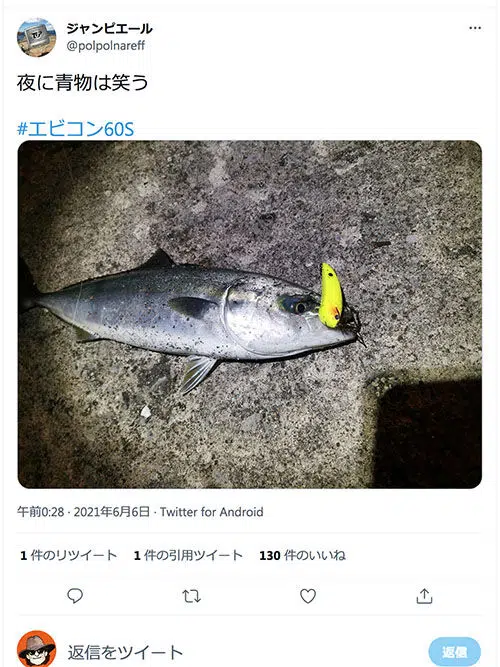 ジャンピエール
@polpolnareff
夜に青物は笑う
#エビコン60S
午前0:28 · 2021年6月6日 · Twitter for Android
1 件のリツイート 1 件の引用ツイート 130 件のいいね
返信をツイート
返信